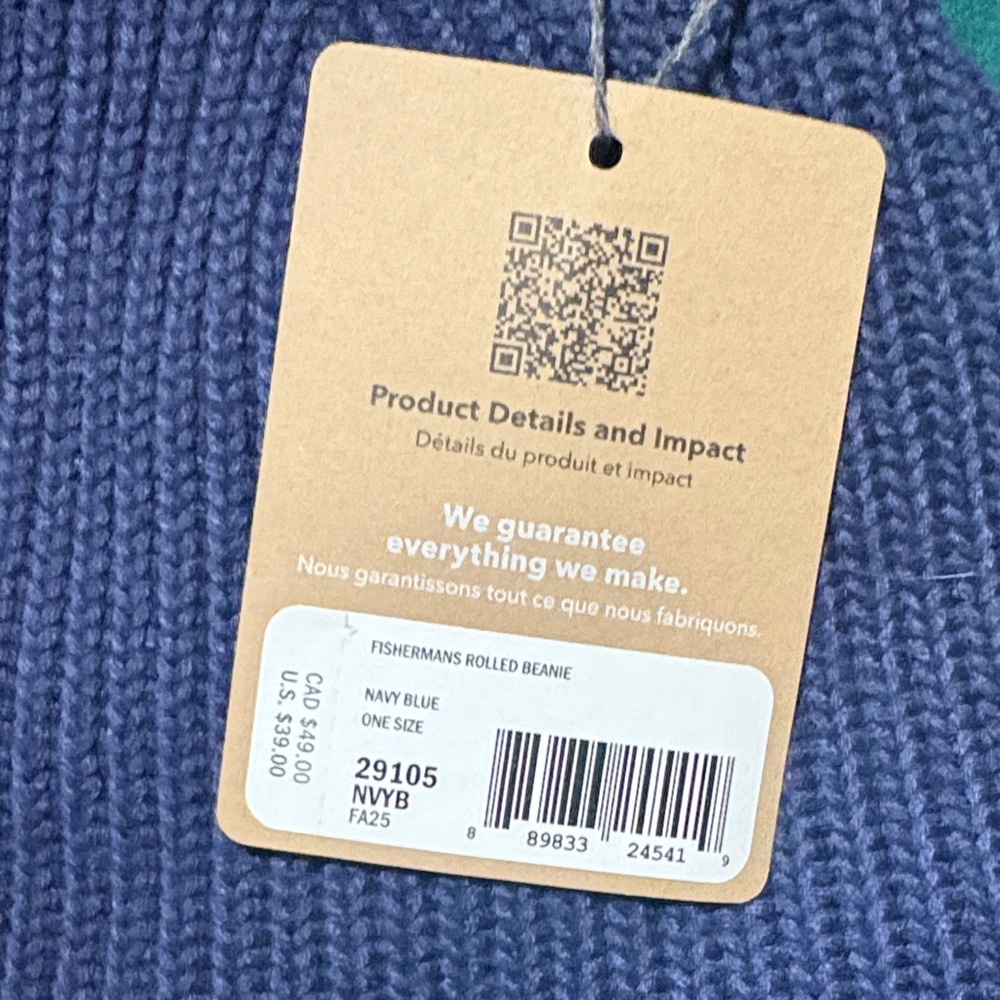 Product Details and Impact
Détails du produit et impact
We guarantee
everything we make.
Nous garantissons tout ce que nous fabriquons.
FISHERMANS ROLLED BEANIE
NAVY BLUE
ONE SIZE
29105
NVYB
FA25
CAD $49.00
U.S. $39.00
8 89833 24541 9